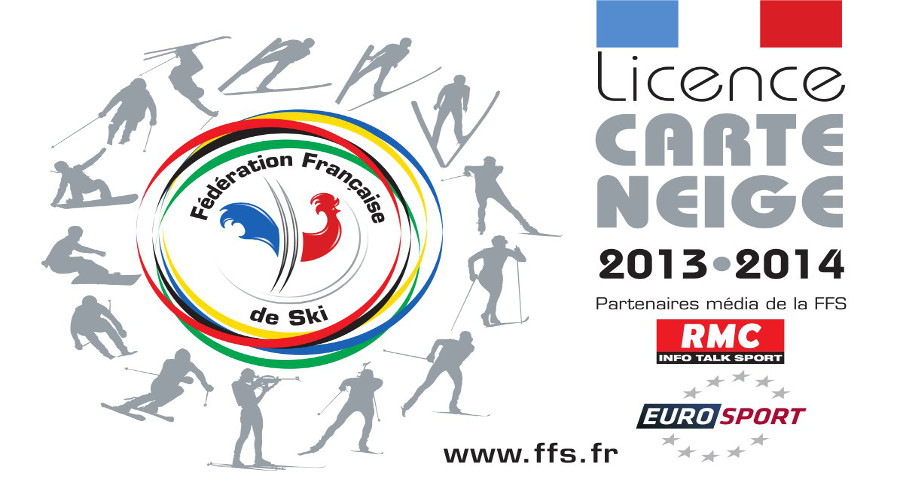 Fédération Française
de Ski
Licence
CARTE
NEIGE
2013•2014
Partenaires média de la FFS
RMC
INFO TALK SPORT
EUROSPORT
www.ffs.fr